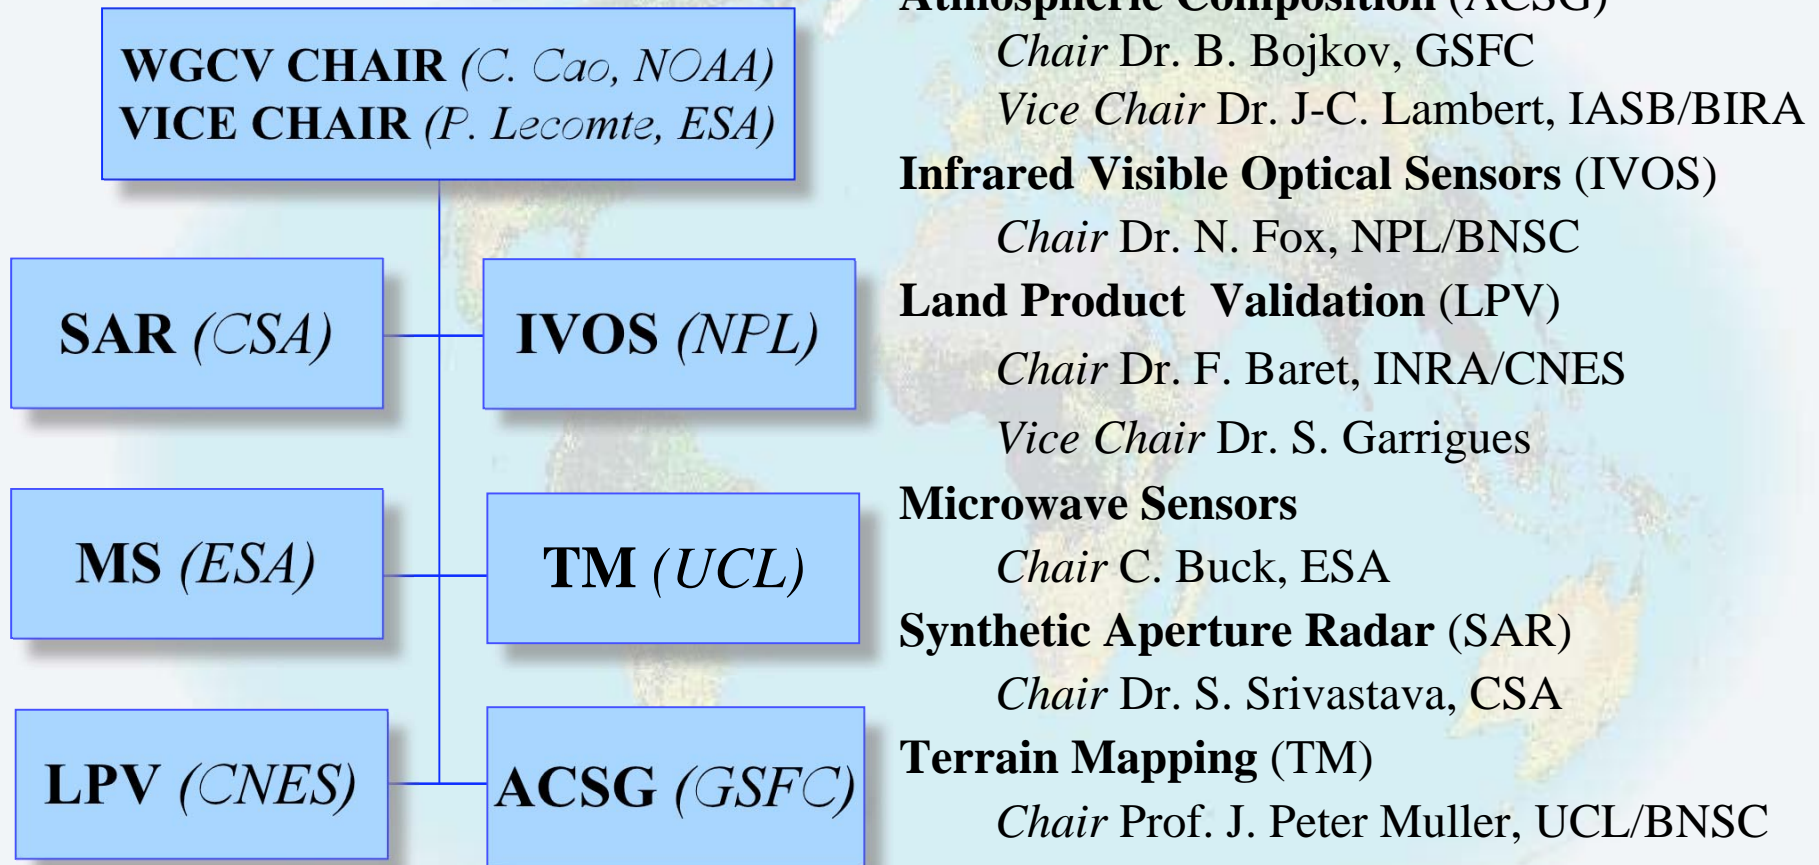 WGCV CHAIR (C. Cao, NOAA)
VICE CHAIR (P. Lecomte, ESA)
SAR (CSA)
IVOS (NPL)
MS (ESA)
TM (UCL)
LPV (CNES)
ACSG (GSFC)
Atmospheric Composition (ACSG)
Chair Dr. B. Bojkov, GSFC
Vice Chair Dr. J-C. Lambert, IASB/BIRA
Infrared Visible Optical Sensors (IVOS)
Chair Dr. N. Fox, NPL/BNSC
Land Product Validation (LPV)
Chair Dr. F. Baret, INRA/CNES
Vice Chair Dr. S. Garrigues
Microwave Sensors
Chair C. Buck, ESA
Synthetic Aperture Radar (SAR)
Chair Dr. S. Srivastava, CSA
Terrain Mapping (TM)
Chair Prof. J. Peter Muller, UCL/BNSC